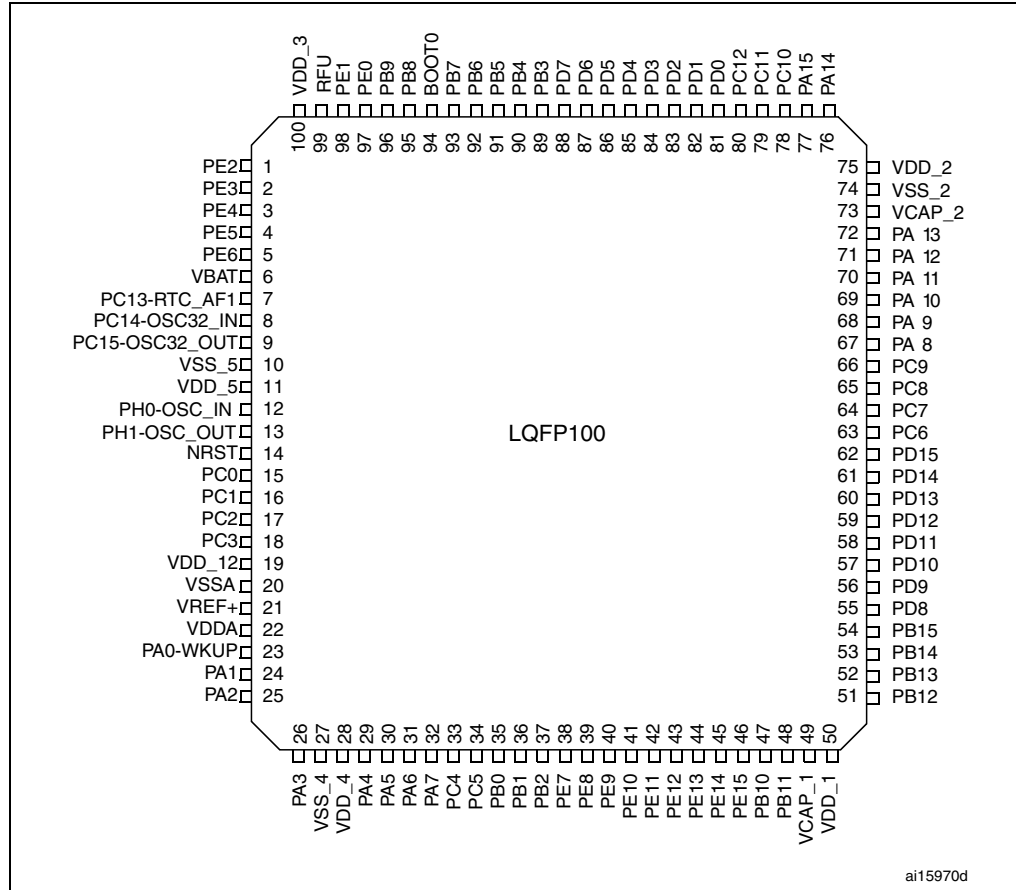 VDD_3 RFU PE1 PE0 PB9 PB8 BOOT0 PB7 PB6 PB5 PB4 PB3 PD7 PD6 PD5 PD4 PD3 PD2 PD1 PD0 PC12 PC11 PC10 PA15 PA14
100 99 98 97 96 95 94 93 92 91 90 89 88 87 86 85 84 83 82 81 80 79 78 77 76
PE2 1
PE3 2
PE4 3
PE5 4
PE6 5
VBAT 6
PC13-RTC_AF1 7
PC14-OSC32_IN 8
PC15-OSC32_OUT 9
VSS_5 10
VDD_5 11
PH0-OSC_IN 12
PH1-OSC_OUT 13
NRST 14
PC0 15
PC1 16
PC2 17
PC3 18
VDD_12 19
VSSA 20
VREF+ 21
VDDA 22
PA0-WKUP 23
PA1 24
PA2 25
LQFP100
75 VDD_2
74 VSS_2
73 VCAP_2
72 PA 13
71 PA 12
70 PA 11
69 PA 10
68 PA 9
67 PA 8
66 PC9
65 PC8
64 PC7
63 PC6
62 PD15
61 PD14
60 PD13
59 PD12
58 PD11
57 PD10
56 PD9
55 PD8
54 PB15
53 PB14
52 PB13
51 PB12
26 27 28 29 30 31 32 33 34 35 36 37 38 39 40 41 42 43 44 45 46 47 48 49 50
PA3 VSS_4 VDD_4 PA4 PA5 PA6 PA7 PC4 PC5 PB0 PB1 PB2 PE7 PE8 PE9 PE10 PE11 PE12 PE13 PE14 PE15 PB10 PB11 VCAP_1 VDD_1
ai15970d